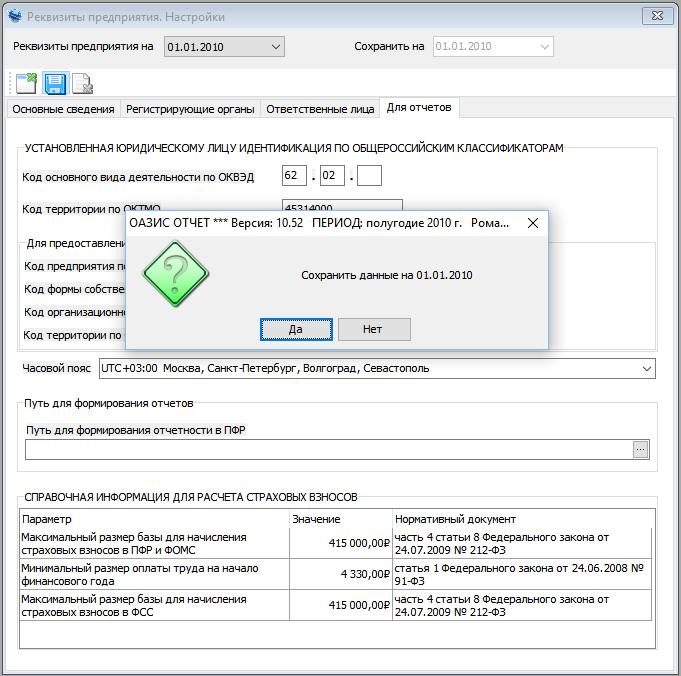 Реквизиты предприятия. Настройки
Реквизиты предприятия на 01.01.2010 Сохранить на 01.01.2010
Основные сведения Регистрирующие органы Ответственные лица Для отчетов
УСТАНОВЛЕННАЯ ЮРИДИЧЕСКОМУ ЛИЦУ ИДЕНТИФИКАЦИЯ ПО ОБЩЕРОССИЙСКИМ КЛАССИФИКАТОРАМ
Код основного вида деятельности по ОКВЭД 62 . 02 .
Код территории по ОКТМО 45314000
ОАЗИС ОТЧЕТ *** Версия: 10.52 ПЕРИОД: полугодие 2010 г. Рома...
Сохранить данные на 01.01.2010
Да Нет
Для предоставлен
Код предприятия по
Код формы собстве
Код организационно
Код территории по
Часовой пояс UTC+03:00 Москва, Санкт-Петербург, Волгоград, Севастополь
Путь для формирования отчетов
Путь для формирования отчетности в ПФР
...
СПРАВОЧНАЯ ИНФОРМАЦИЯ ДЛЯ РАСЧЕТА СТРАХОВЫХ ВЗНОСОВ
Параметр Значение Нормативный документ
Максимальный размер базы для начисления
страховых взносов в ПФР и ФОМС
415 000,00₽
часть 4 статьи 8 Федерального закона от
24.07.2009 № 212-ФЗ
Минимальный размер оплаты труда на начало
финансового года
4 330,00₽
статья 1 Федерального закона от 24.06.2008 №
91-ФЗ
Максимальный размер базы для начисления
страховых взносов в ФСС
415 000,00₽
часть 4 статьи 8 Федерального закона от
24.07.2009 № 212-ФЗ